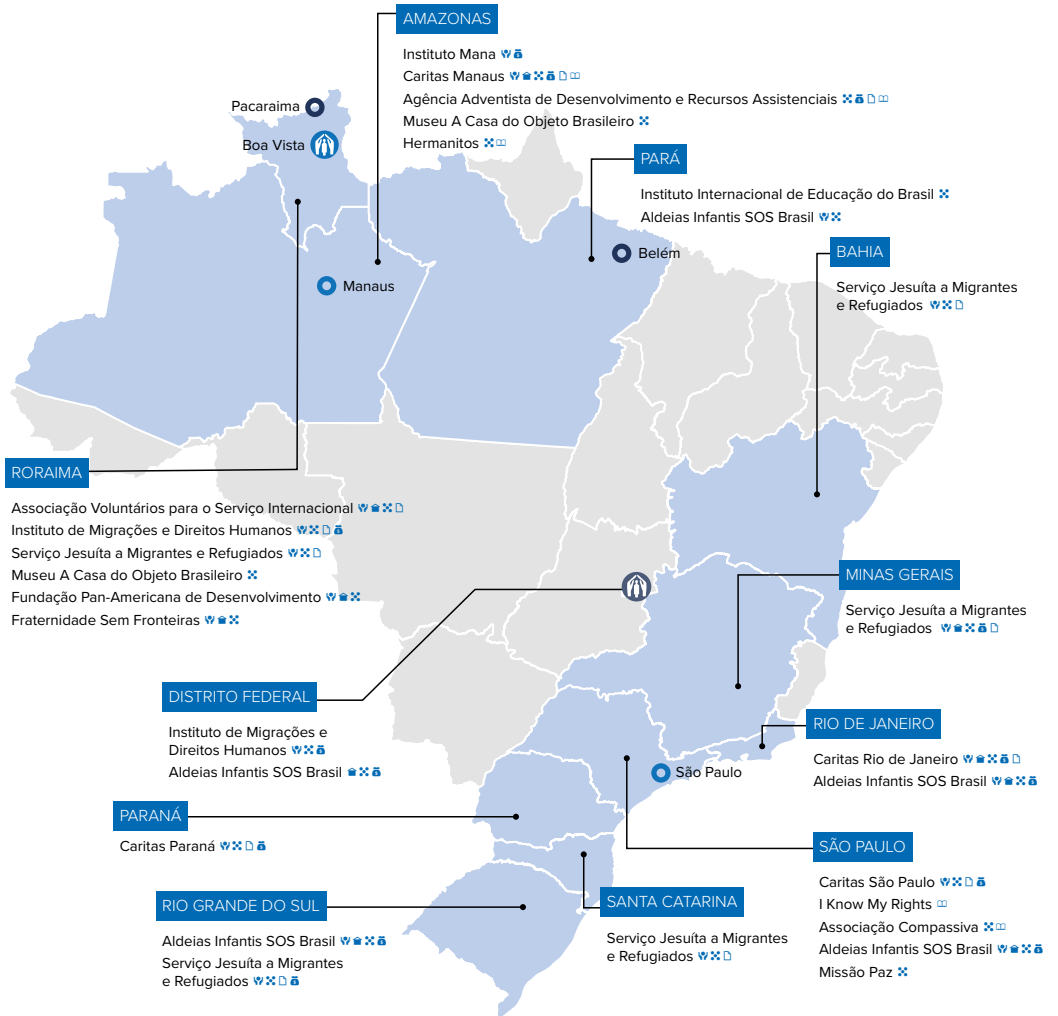 AMAZONAS
Instituto Mana
Caritas Manaus
Agência Adventista de Desenvolvimento e Recursos Assistenciais
Museu A Casa do Objeto Brasileiro
Hermanitos
Pacaraima
Boa Vista
PARÁ
Instituto Internacional de Educação do Brasil
Aldeias Infantis SOS Brasil
Belém
Manaus
BAHIA
Serviço Jesuíta a Migrantes
e Refugiados
RORAIMA
Associação Voluntários para o Serviço Internacional
Instituto de Migrações e Direitos Humanos
Serviço Jesuíta a Migrantes e Refugiados
Museu A Casa do Objeto Brasileiro
Fundação Pan-Americana de Desenvolvimento
Fraternidade Sem Fronteiras
MINAS GERAIS
Serviço Jesuíta a Migrantes
e Refugiados
DISTRITO FEDERAL
Instituto de Migrações e
Direitos Humanos
Aldeias Infantis SOS Brasil
RIO DE JANEIRO
Caritas Rio de Janeiro
Aldeias Infantis SOS Brasil
São Paulo
PARANÁ
Caritas Paraná
SÃO PAULO
Caritas São Paulo
I Know My Rights
Associação Compassiva
Aldeias Infantis SOS Brasil
Missão Paz
RIO GRANDE DO SUL
Aldeias Infantis SOS Brasil
Serviço Jesuíta a Migrantes
e Refugiados
SANTA CATARINA
Serviço Jesuíta a Migrantes
e Refugiados